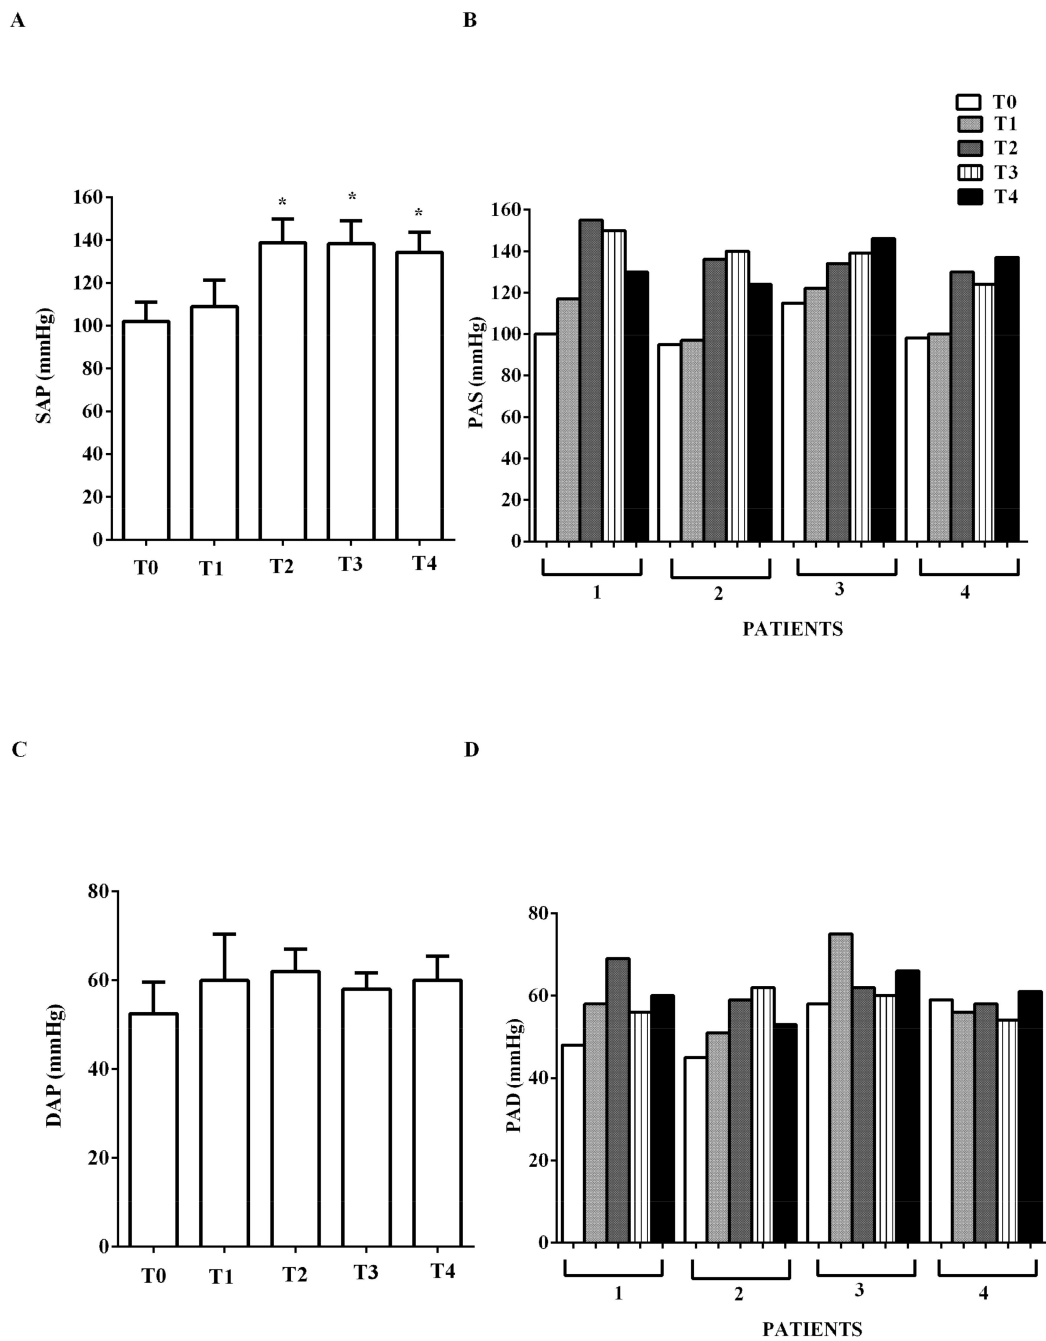 A
B
T0
T1
T2
T3
T4
160
140
120
100
80
60
40
20
0
SAP (mmHg)
*
*
*
T0 T1 T2 T3 T4
160
140
120
100
80
60
40
20
0
PAS (mmHg)
1 2 3 4
PATIENTS
C
D
80
60
40
20
0
DAP (mmHg)
T0 T1 T2 T3 T4
80
60
40
20
0
PAD (mmHg)
1 2 3 4
PATIENTS